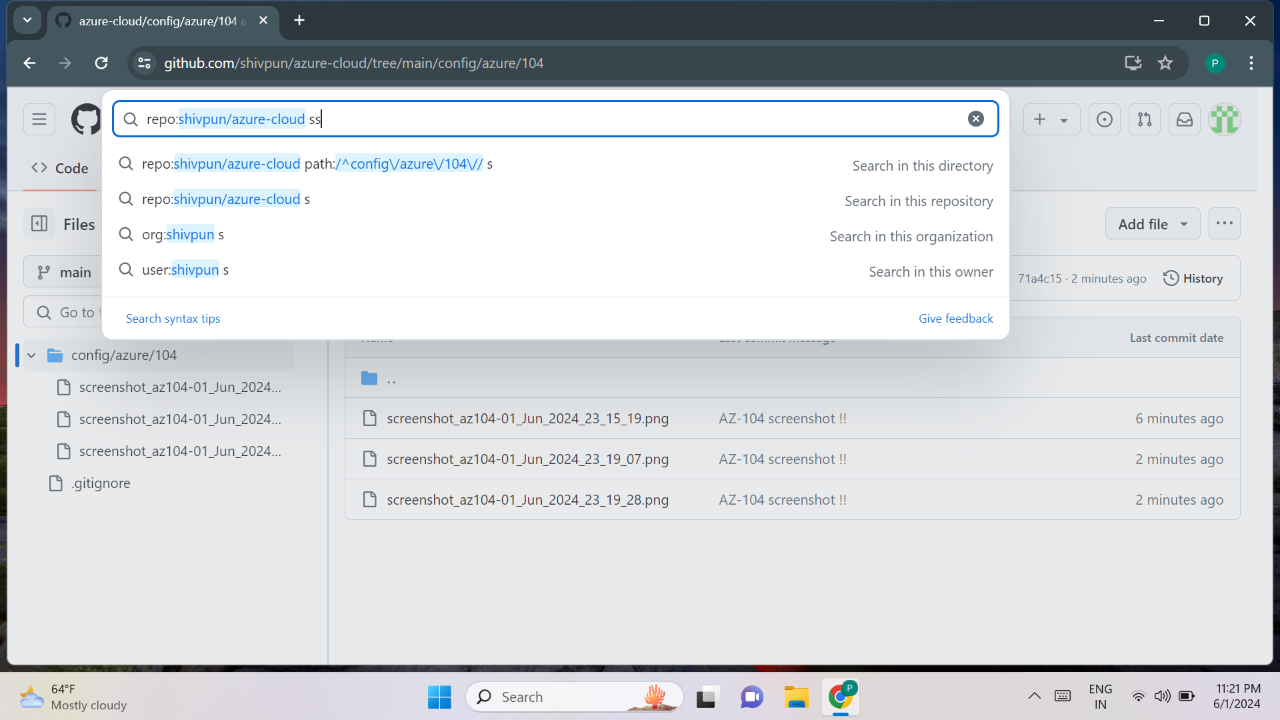 azure-cloud/config/azure/104 a
github.com/shivpun/azure-cloud/tree/main/config/azure/104
P
repo:shivpun/azure-cloud ss
repo:shivpun/azure-cloud path:/^config\/azure\/104\// s
Search in this directory
repo:shivpun/azure-cloud s
Search in this repository
org:shivpun s
Search in this organization
user:shivpun s
Search in this owner
Search syntax tips
Give feedback
Code
Files
Add file
main
71a4c15 · 2 minutes ago
History
Go to
Last commit date
config/azure/104
screenshot_az104-01_Jun_2024...
screenshot_az104-01_Jun_2024...
screenshot_az104-01_Jun_2024...
.gitignore
..
screenshot_az104-01_Jun_2024_23_15_19.png
AZ-104 screenshot !!
6 minutes ago
screenshot_az104-01_Jun_2024_23_19_07.png
AZ-104 screenshot !!
2 minutes ago
screenshot_az104-01_Jun_2024_23_19_28.png
AZ-104 screenshot !!
2 minutes ago
64°F
Mostly cloudy
Search
P
ENG
IN
11:21 PM
6/1/2024